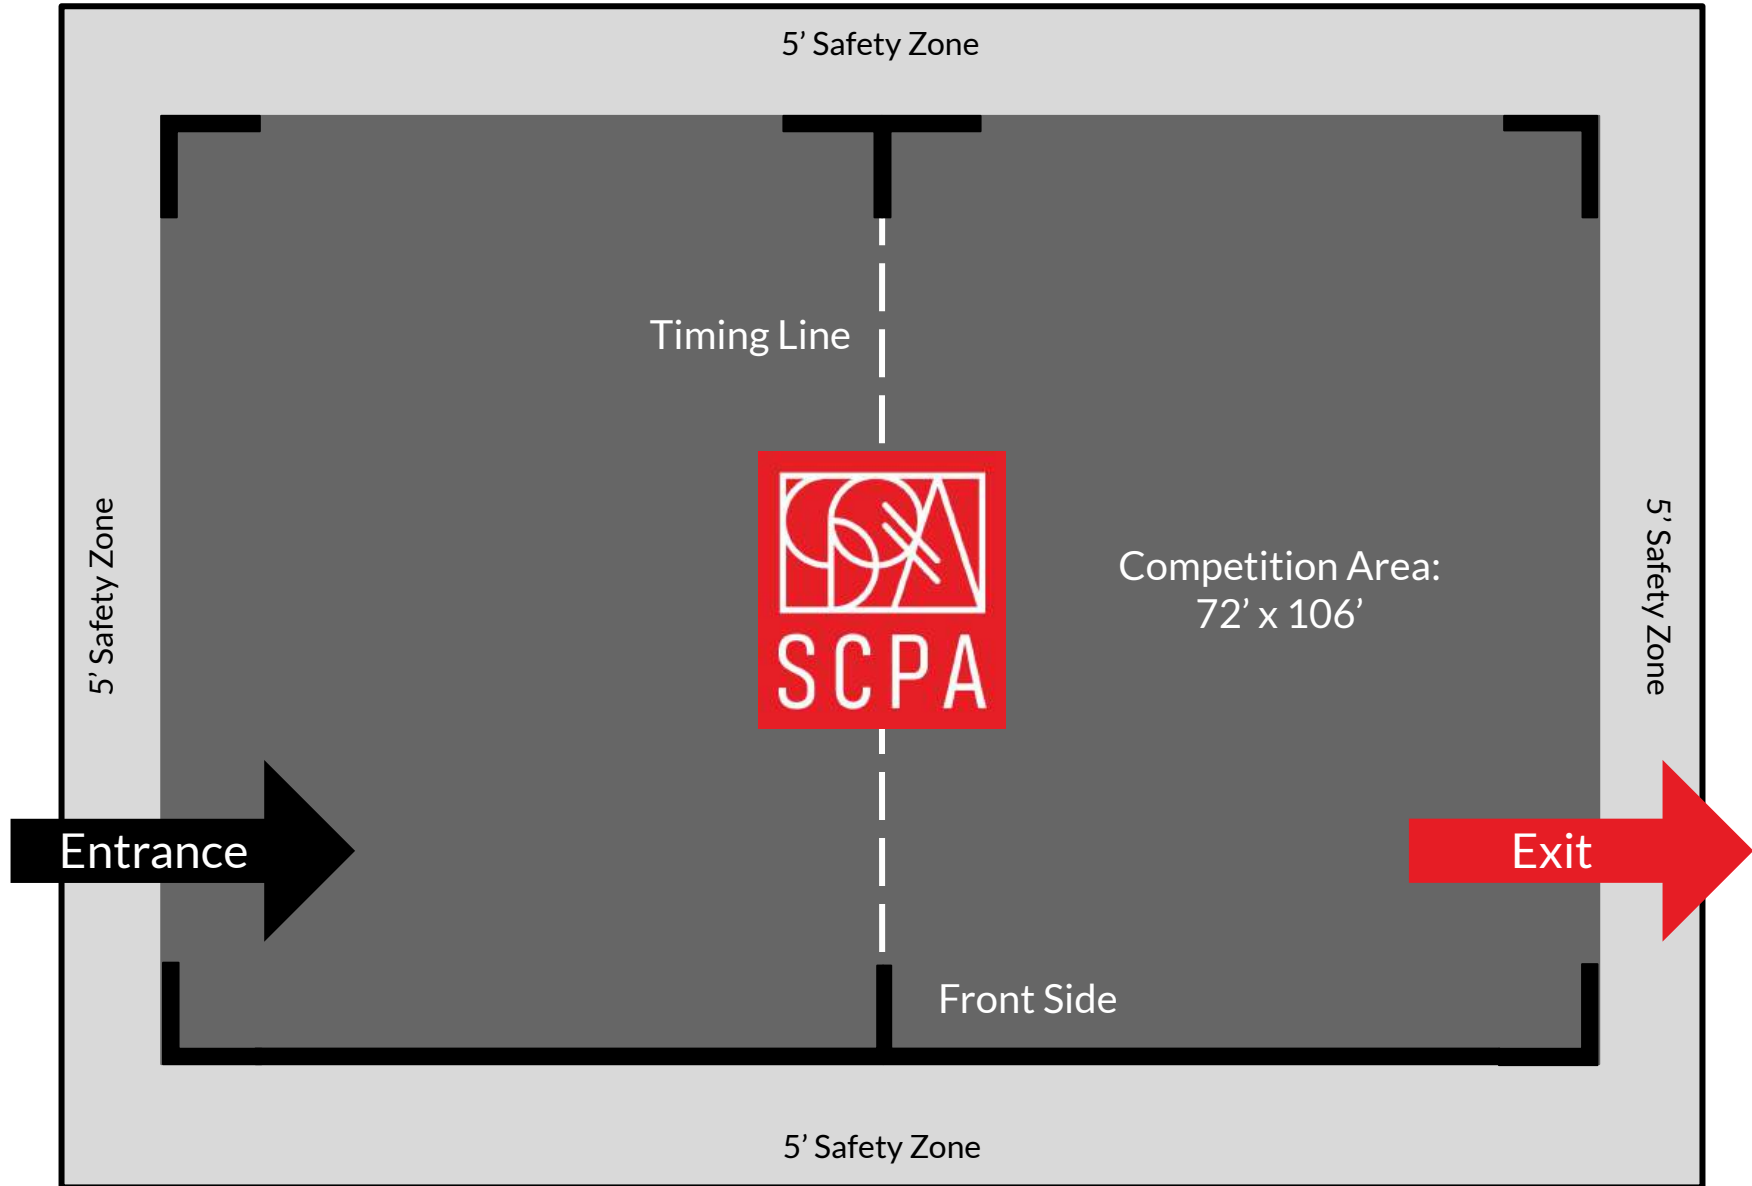 5’ Safety Zone
Timing Line
5’ Safety Zone
SCPA
Competition Area:
72’ x 106’
5’ Safety Zone
Entrance
Exit
Front Side
5’ Safety Zone